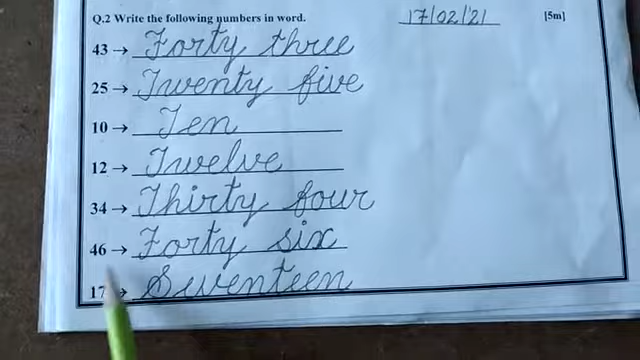 Q.2 Write the following numbers in word. 17/02/'21 [5m]
43 → Forty three
25 → Twenty five
10 → Ten
12 → Twelve
34 → Thirty four
46 → Forty six
17 → Seventeen